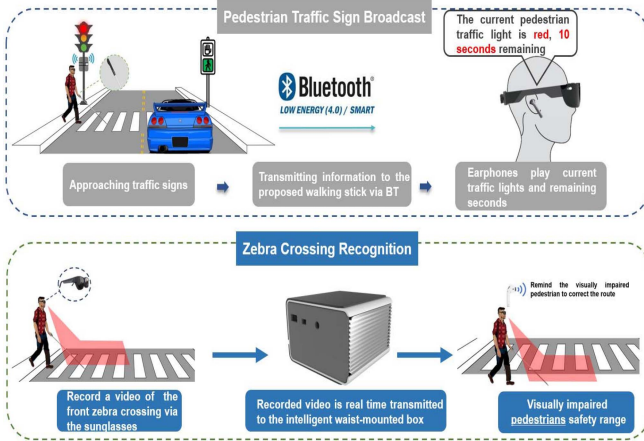 Pedestrian Traffic Sign Broadcast
The current pedestrian
traffic light is red, 10
seconds remaining
Bluetooth®
LOW ENERGY (4.0) / SMART
Approaching traffic signs
Transmitting information to the
proposed walking stick via BT
Earphones play current
traffic lights and remaining
seconds
Zebra Crossing Recognition
Remind the visually impaired
pedestrian to correct the route
Record a video of
the front zebra crossing via
the sunglasses
Recorded video is real time transmitted
to the intelligent waist-mounted box
Visually impaired
pedestrians safety range